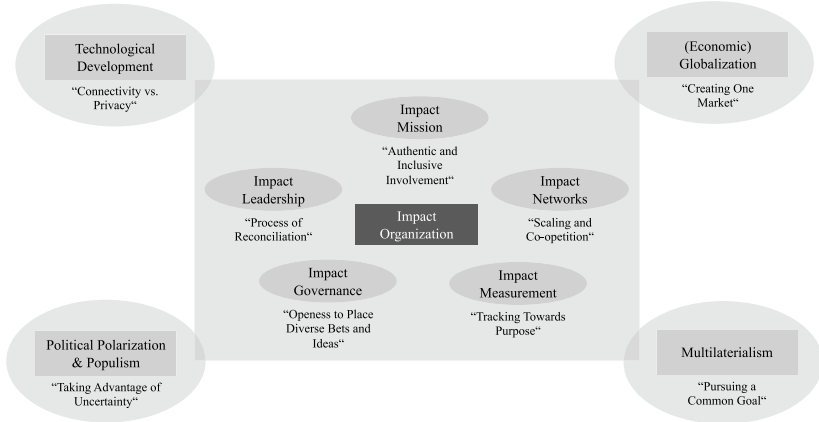 Technological
Development
“Connectivity vs.
Privacy“
(Economic)
Globalization
“Creating One
Market“
Impact
Mission
“Authentic and
Inclusive
Involvement“
Impact
Leadership
“Process of
Reconciliation“
Impact
Networks
“Scaling and
Co-opetition“
Impact
Organization
Impact
Governance
“Openess to Place
Diverse Bets and
Ideas“
Impact
Measurement
“Tracking Towards
Purpose“
Political Polarization
& Populism
“Taking Advantage of
Uncertainty“
Multilaterialism
“Pursuing a
Common Goal“